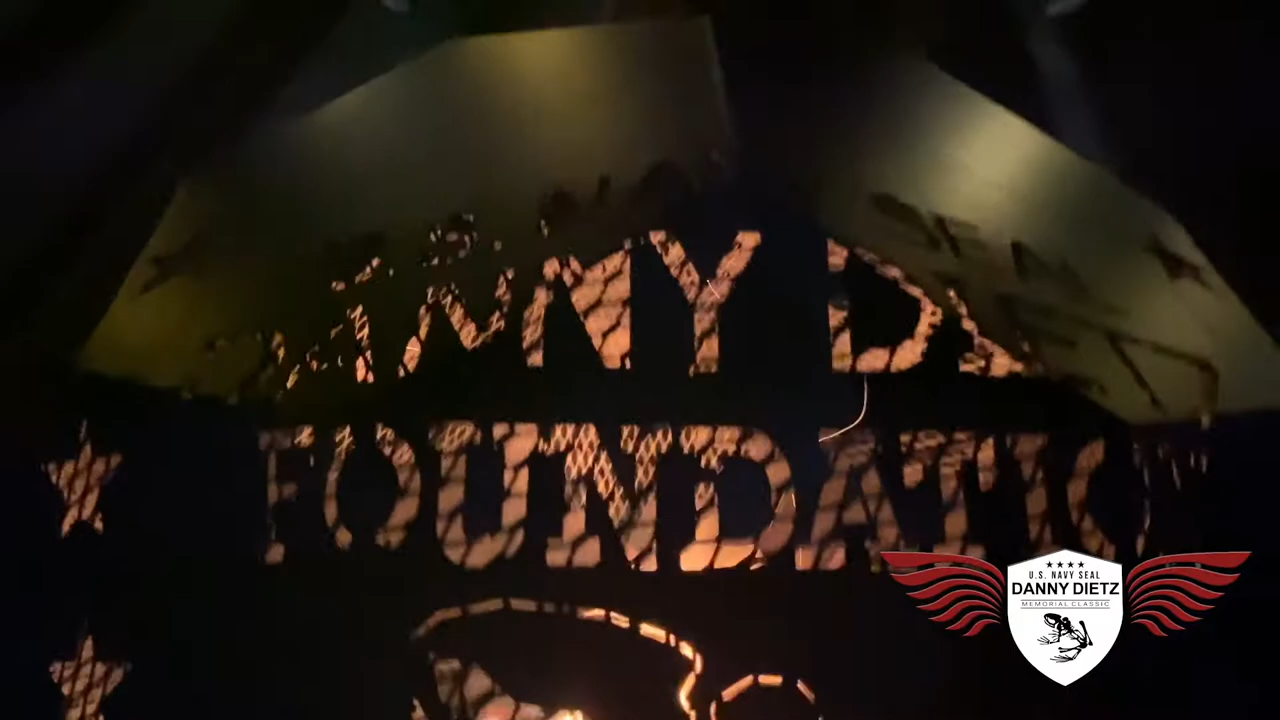 NNY D
FOUNDATIO
U.S. NAVY SEAL
DANNY DIETZ
MEMORIAL CLASSIC